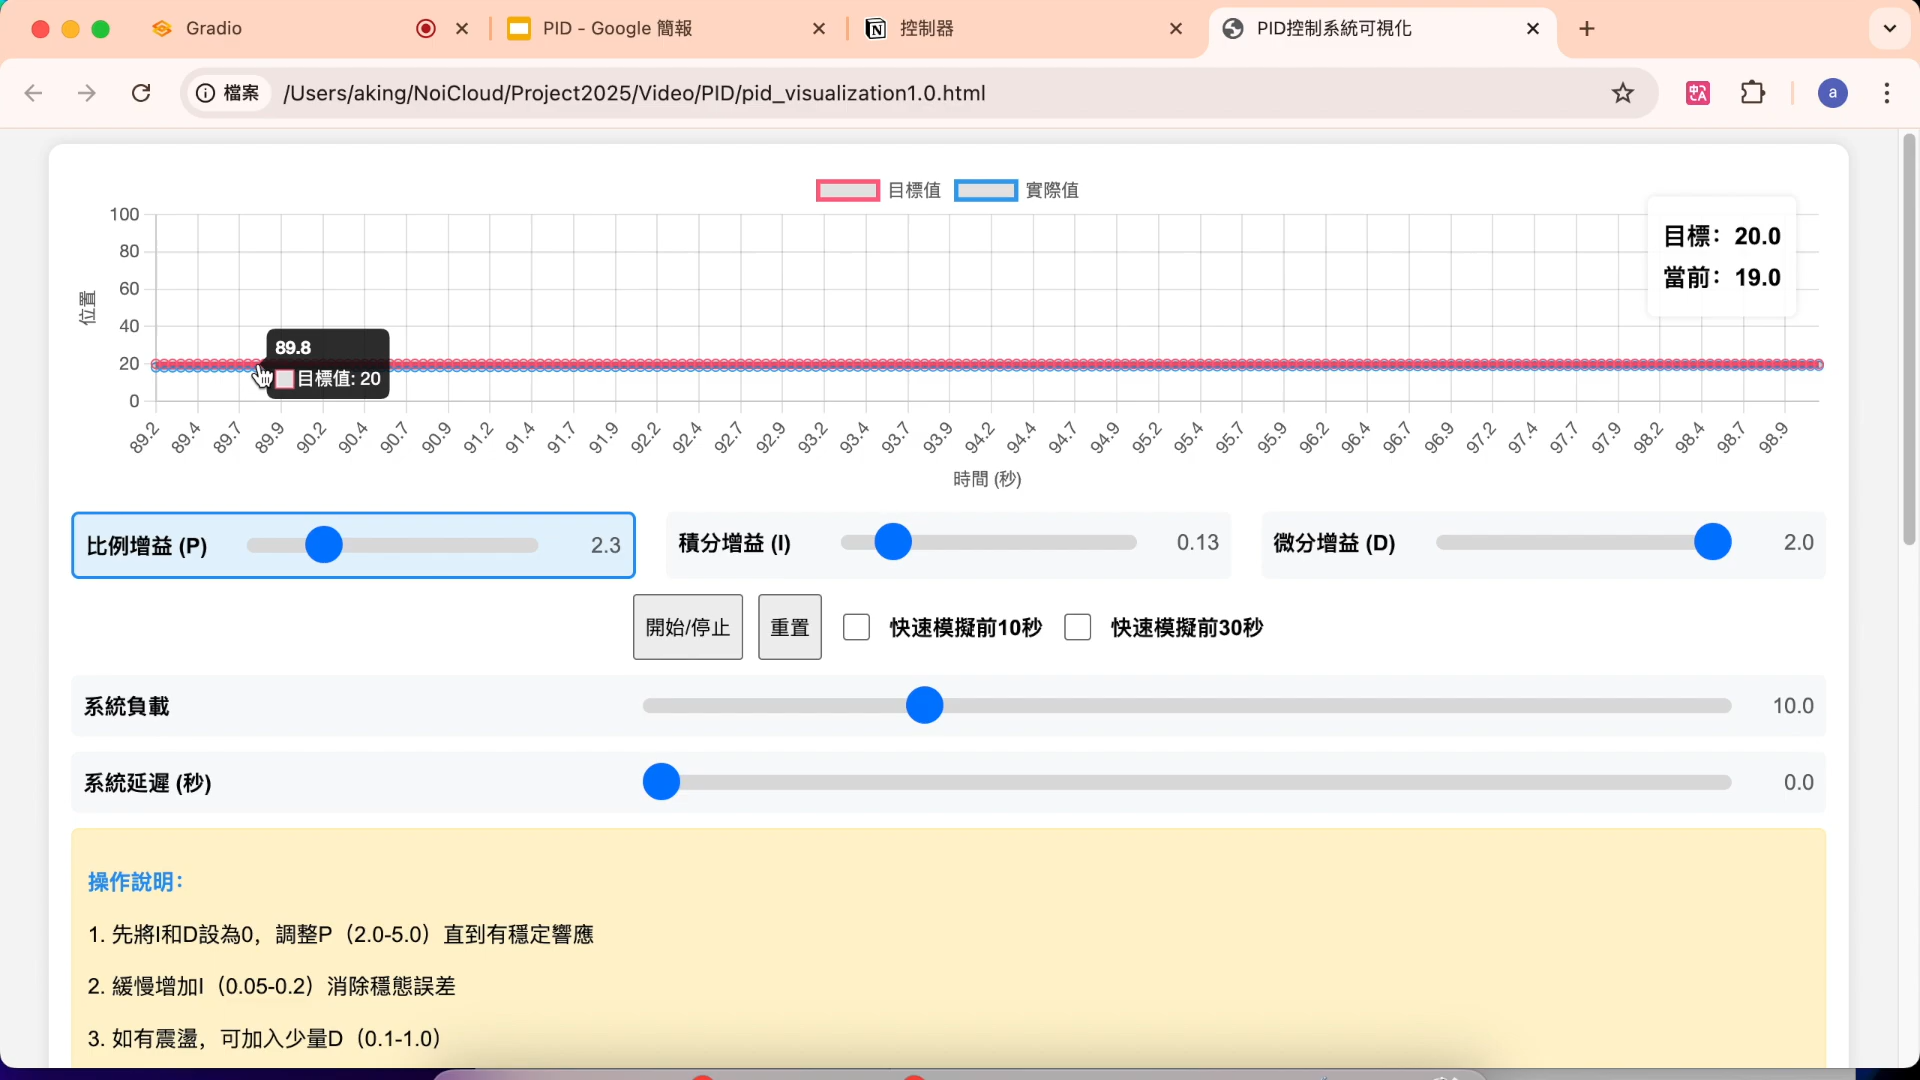 Gradio
PID - Google 簡報
控制器
PID控制系統可視化
檔案
/Users/aking/NoiCloud/Project2025/Video/PID/pid_visualization1.0.html
a
目標值
實際值
目標： 20.0
當前： 19.0
位置
100
80
60
40
20
0
89.8
目標值: 20
89.2 89.4 89.7 89.9 90.2 90.4 90.7 90.9 91.2 91.4 91.7 91.9 92.2 92.4 92.7 92.9 93.2 93.4 93.7 93.9 94.2 94.4 94.7 94.9 95.2 95.4 95.7 95.9 96.2 96.4 96.7 96.9 97.2 97.4 97.7 97.9 98.2 98.4 98.7 98.9
時間 (秒)
比例增益 (P) 2.3
積分增益 (I) 0.13
微分增益 (D) 2.0
開始/停止
重置
快速模擬前10秒
快速模擬前30秒
系統負載 10.0
系統延遲 (秒) 0.0
操作說明：
1. 先將I和D設為0，調整P（2.0-5.0）直到有穩定響應
2. 緩慢增加I（0.05-0.2）消除穩態誤差
3. 如有震盪，可加入少量D（0.1-1.0）